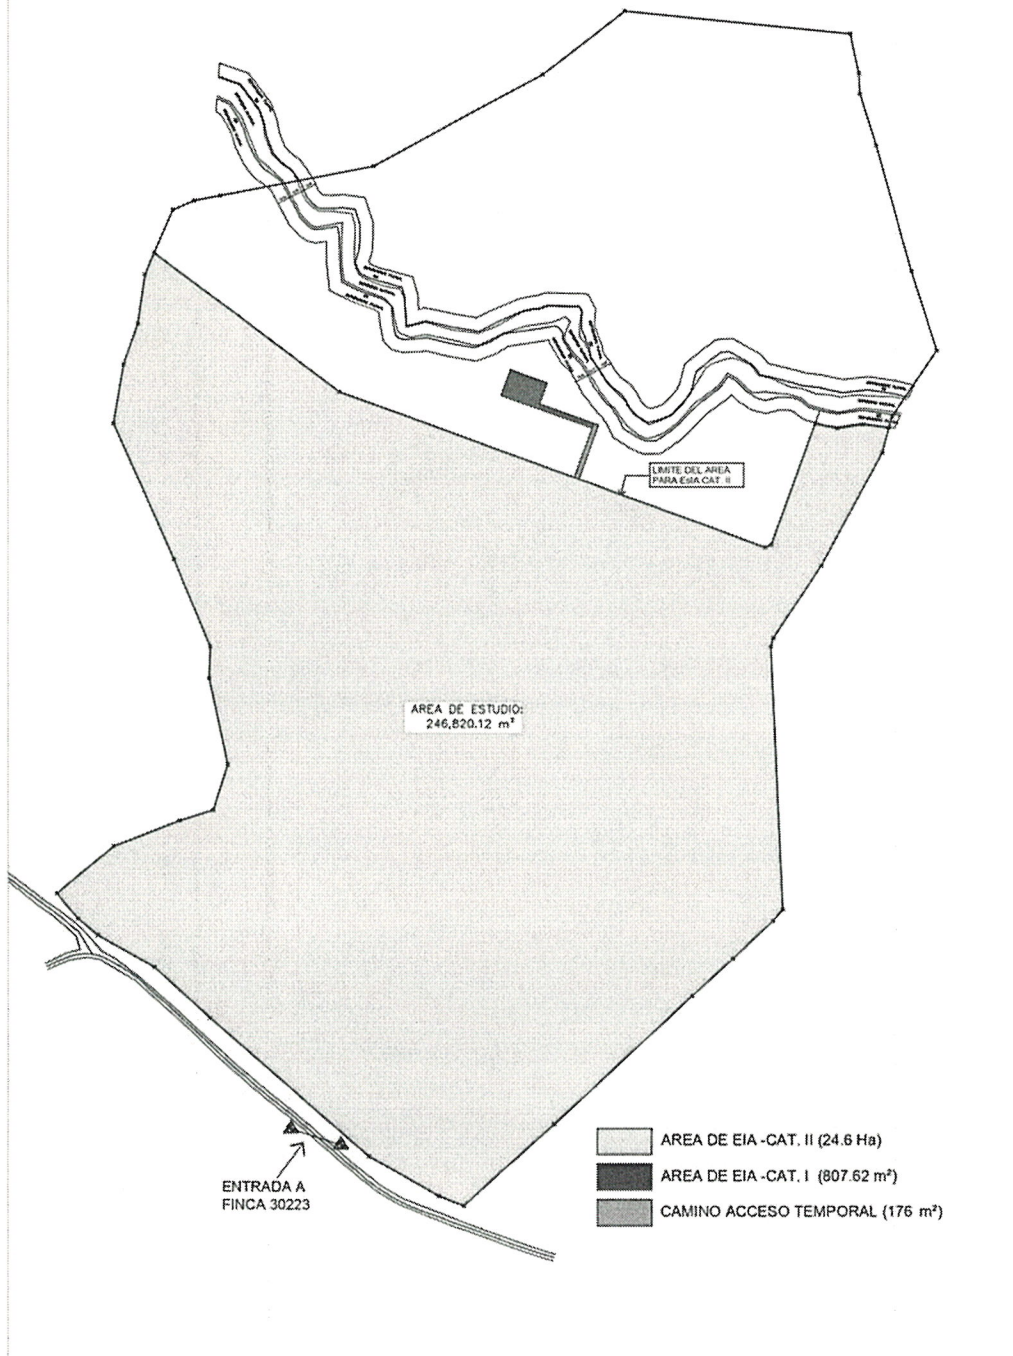 LIMITE DEL AREA
PARA EsIA CAT. II
AREA DE ESTUDIO:
246,820.12 m²
ENTRADA A
FINCA 30223
AREA DE EIA -CAT. II (24.6 Ha)
AREA DE EIA -CAT. I (807.62 m²)
CAMINO ACCESO TEMPORAL (176 m²)